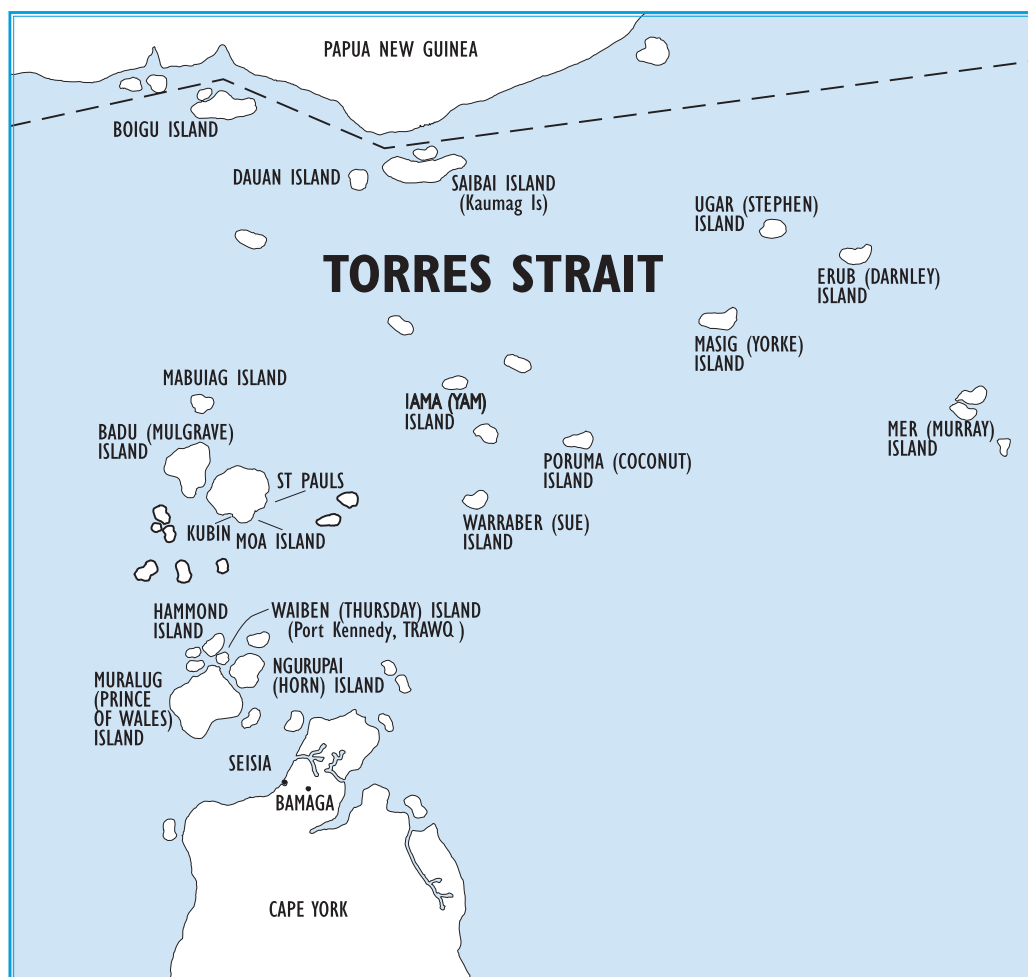 PAPUA NEW GUINEA
BOIGU ISLAND
DAUAN ISLAND
SAIBAI ISLAND
(Kaumag Is)
UGAR (STEPHEN)
ISLAND
TORRES STRAIT
ERUB (DARNLEY)
ISLAND
MASIG (YORKE)
ISLAND
MABUIAG ISLAND
IAMA (YAM)
ISLAND
BADU (MULGRAVE)
ISLAND
MER (MURRAY)
ISLAND
PORUMA (COCONUT)
ISLAND
ST PAULS
KUBIN
MOA ISLAND
WARRABER (SUE)
ISLAND
HAMMOND
ISLAND
WAIBEN (THURSDAY) ISLAND
(Port Kennedy, TRAWQ )
NGURUPAI
(HORN) ISLAND
MURALUG
(PRINCE
OF WALES)
ISLAND
SEISIA
BAMAGA
CAPE YORK